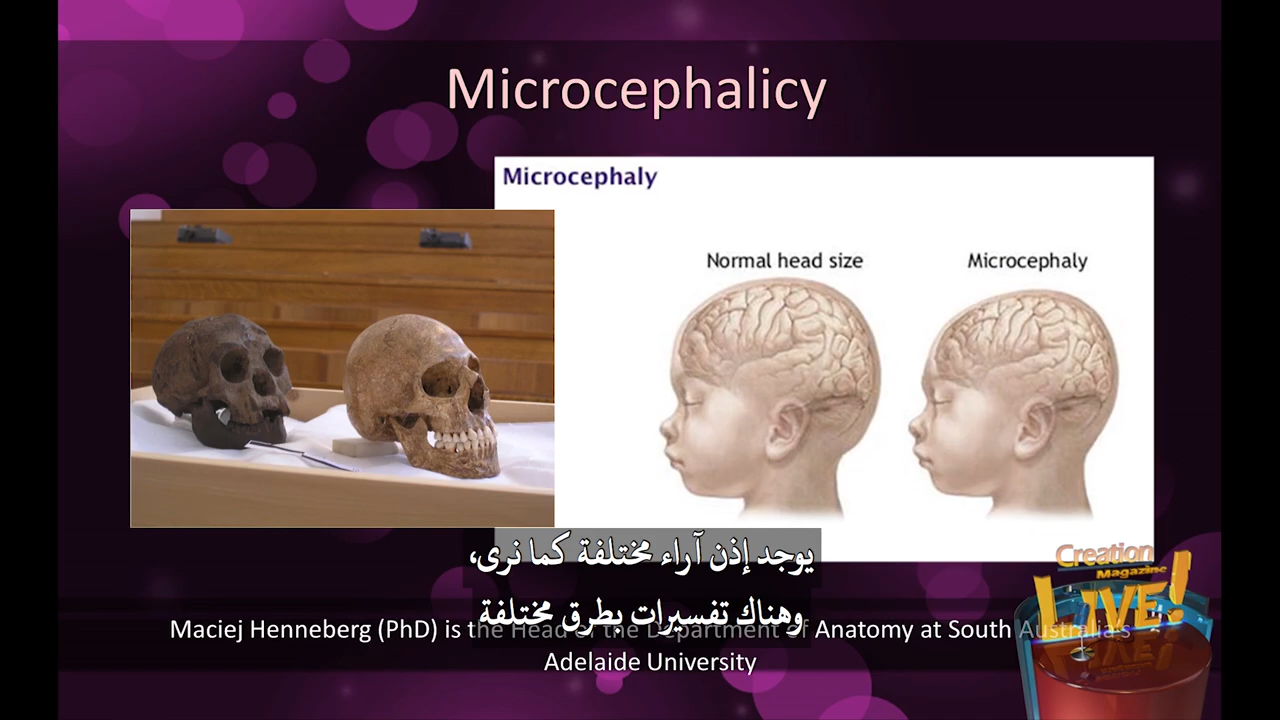 Microcephalicy
Microcephaly
Normal head size
Microcephaly
يوجد إذن آراء مختلفة كما نرى،
وهناك تفسيرات بطرق مختلفة
Maciej Henneberg (PhD) is the Head of the Department of Anatomy at South Australia's
Adelaide University
Creation
Magazine
LIVE!